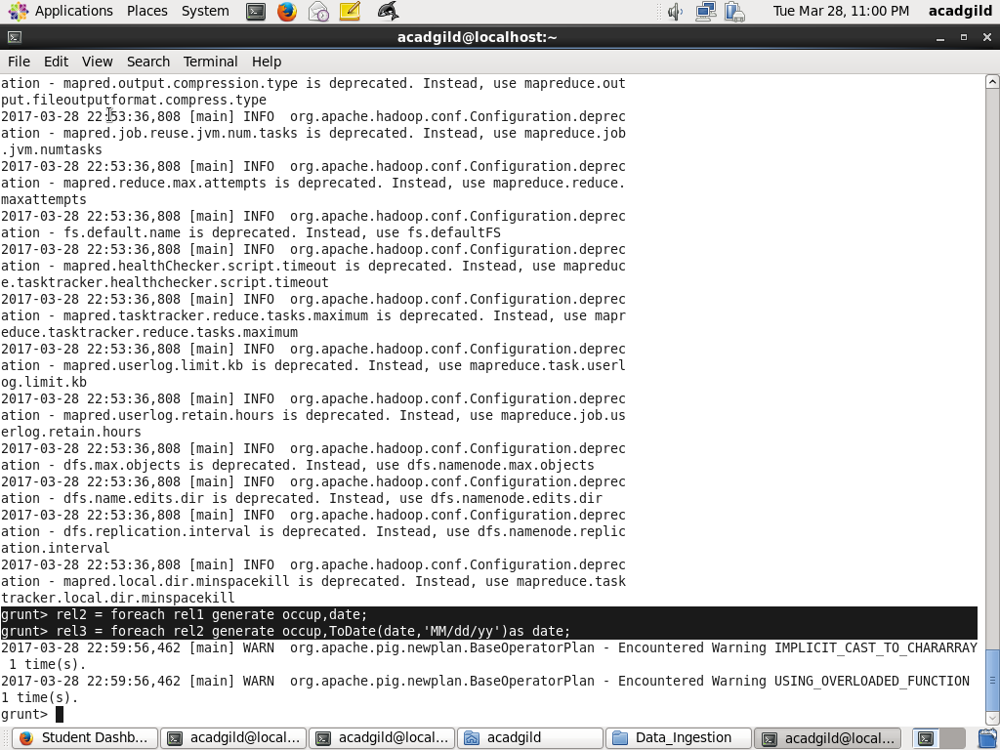 Applications Places System Tue Mar 28, 11:00 PM acadgild
acadgild@localhost:~
File Edit View Search Terminal Help
ation - mapred.output.compression.type is deprecated. Instead, use mapreduce.out
put.fileoutputformat.compress.type
2017-03-28 22:53:36,808 [main] INFO  org.apache.hadoop.conf.Configuration.deprec
ation - mapred.job.reuse.jvm.num.tasks is deprecated. Instead, use mapreduce.job
.jvm.numtasks
2017-03-28 22:53:36,808 [main] INFO  org.apache.hadoop.conf.Configuration.deprec
ation - mapred.reduce.max.attempts is deprecated. Instead, use mapreduce.reduce.
maxattempts
2017-03-28 22:53:36,808 [main] INFO  org.apache.hadoop.conf.Configuration.deprec
ation - fs.default.name is deprecated. Instead, use fs.defaultFS
2017-03-28 22:53:36,808 [main] INFO  org.apache.hadoop.conf.Configuration.deprec
ation - mapred.healthChecker.script.timeout is deprecated. Instead, use mapreduc
e.tasktracker.healthchecker.script.timeout
2017-03-28 22:53:36,808 [main] INFO  org.apache.hadoop.conf.Configuration.deprec
ation - mapred.tasktracker.reduce.tasks.maximum is deprecated. Instead, use mapr
educe.tasktracker.reduce.tasks.maximum
2017-03-28 22:53:36,808 [main] INFO  org.apache.hadoop.conf.Configuration.deprec
ation - mapred.userlog.limit.kb is deprecated. Instead, use mapreduce.task.userl
og.limit.kb
2017-03-28 22:53:36,808 [main] INFO  org.apache.hadoop.conf.Configuration.deprec
ation - mapred.userlog.retain.hours is deprecated. Instead, use mapreduce.job.us
erlog.retain.hours
2017-03-28 22:53:36,808 [main] INFO  org.apache.hadoop.conf.Configuration.deprec
ation - dfs.max.objects is deprecated. Instead, use dfs.namenode.max.objects
2017-03-28 22:53:36,808 [main] INFO  org.apache.hadoop.conf.Configuration.deprec
ation - dfs.name.edits.dir is deprecated. Instead, use dfs.namenode.edits.dir
2017-03-28 22:53:36,808 [main] INFO  org.apache.hadoop.conf.Configuration.deprec
ation - dfs.replication.interval is deprecated. Instead, use dfs.namenode.replic
ation.interval
2017-03-28 22:53:36,808 [main] INFO  org.apache.hadoop.conf.Configuration.deprec
ation - mapred.local.dir.minspacekill is deprecated. Instead, use mapreduce.task
tracker.local.dir.minspacekill
grunt> rel2 = foreach rel1 generate occup,date;
grunt> rel3 = foreach rel2 generate occup,ToDate(date,'MM/dd/yy')as date;
2017-03-28 22:59:56,462 [main] WARN  org.apache.pig.newplan.BaseOperatorPlan - Encountered Warning IMPLICIT_CAST_TO_CHARARRAY
 1 time(s).
2017-03-28 22:59:56,462 [main] WARN  org.apache.pig.newplan.BaseOperatorPlan - Encountered Warning USING_OVERLOADED_FUNCTION
1 time(s).
grunt>
Student Dashb... acadgild@local... acadgild@local... acadgild Data_Ingestion acadgild@local...